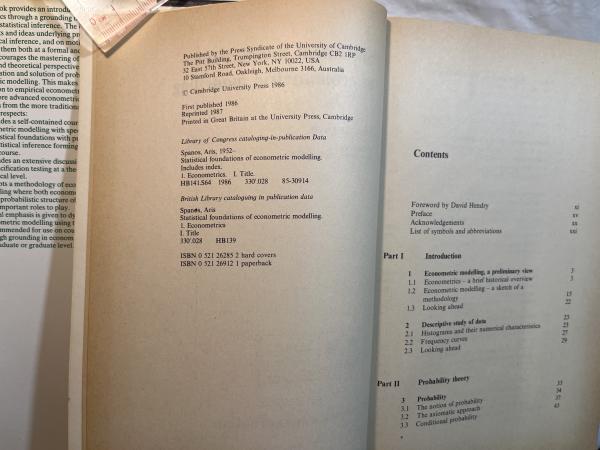 ok provides an introdu
cs through a grounding
statistical inference. The
s and ideas underlying pr
cal inference, and on mot
them both at a formal an
courages the mastering of
nd theoretical perspective
ation and solution of prob
ic modelling. This makes
on to empirical econome
ore advanced econometri
from the more tradition
respects:
des a self-contained cour
metric modelling with spe
tistical foundations with p
tistical inference forming
course.
des an extensive discussi
cification testing at a the
cal level.
ots a methodology of eco
ling where both econom
probabilistic structure of
mportant roles to play.
al emphasis is given to dy
ometric modelling using t
mmended for use on cou
gh grounding in econom
duate or graduate level.
Published by the Press Syndicate of the University of Cambridge
The Pitt Building, Trumpington Street, Cambridge CB2 1RP
32 East 57th Street, New York, NY 10022, USA
10 Stamford Road, Oakleigh, Melbourne 3166, Australia
© Cambridge University Press 1986
First published 1986
Reprinted 1987
Printed in Great Britain at the University Press, Cambridge
Library of Congress cataloging-in-publication Data
Spanos, Aris, 1952–
Statistical foundations of econometric modelling.
Includes index.
1. Econometrics. I. Title.
HB141.S64 1986 330'.028 85-30914
British Library cataloguing in publication data
Spanos, Aris
Statistical foundations of econometric modelling.
1. Econometrics
I. Title
330'.028 HB139
ISBN 0 521 26285 2 hard covers
ISBN 0 521 26912 1 paperback
Contents
Foreword by David Hendry xi
Preface xv
Acknowledgements xx
List of symbols and abbreviations xxi
Part I Introduction
1 Econometric modelling, a preliminary view 3
1.1 Econometrics – a brief historical overview 3
1.2 Econometric modelling – a sketch of a
methodology 15
1.3 Looking ahead 22
2 Descriptive study of data 23
2.1 Histograms and their numerical characteristics 23
2.2 Frequency curves 27
2.3 Looking ahead 29
Part II Probability theory
3 Probability 33
3.1 The notion of probability 34
3.2 The axiomatic approach 37
3.3 Conditional probability 43